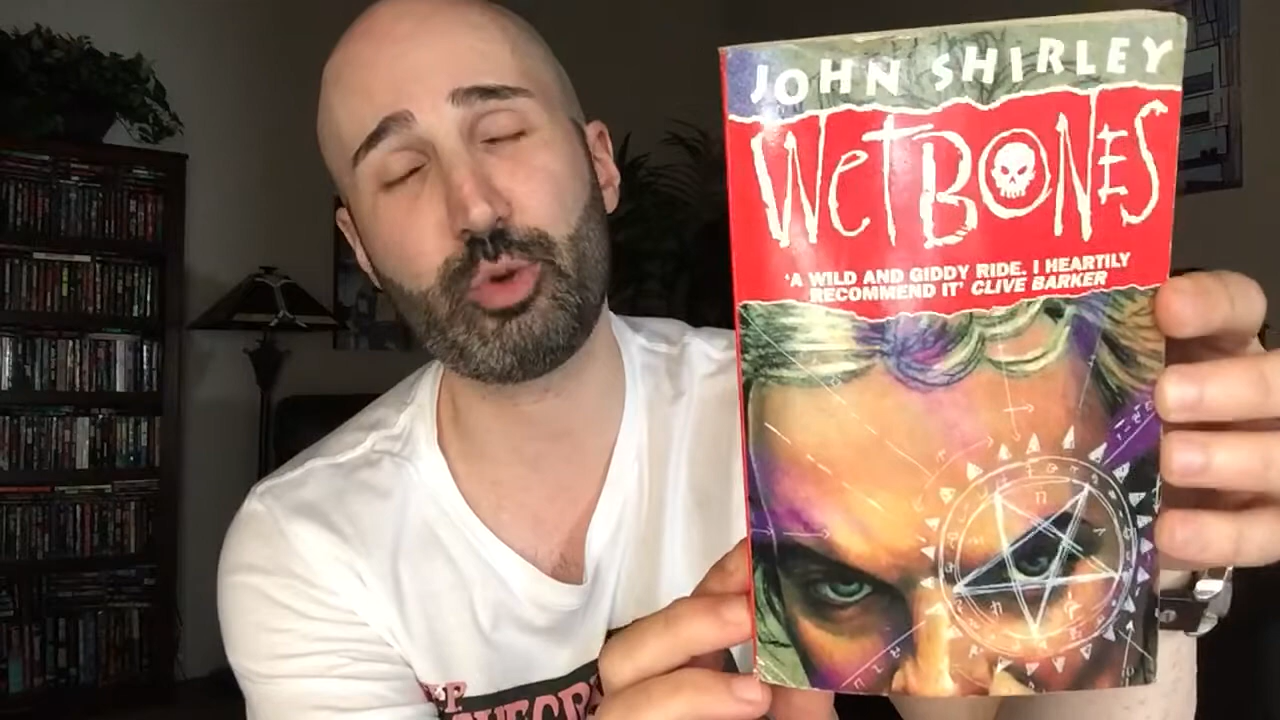 JOHN SHIRLEY
WETBONES
'A WILD AND GIDDY RIDE. I HEARTILY
RECOMMEND IT' CLIVE BARKER